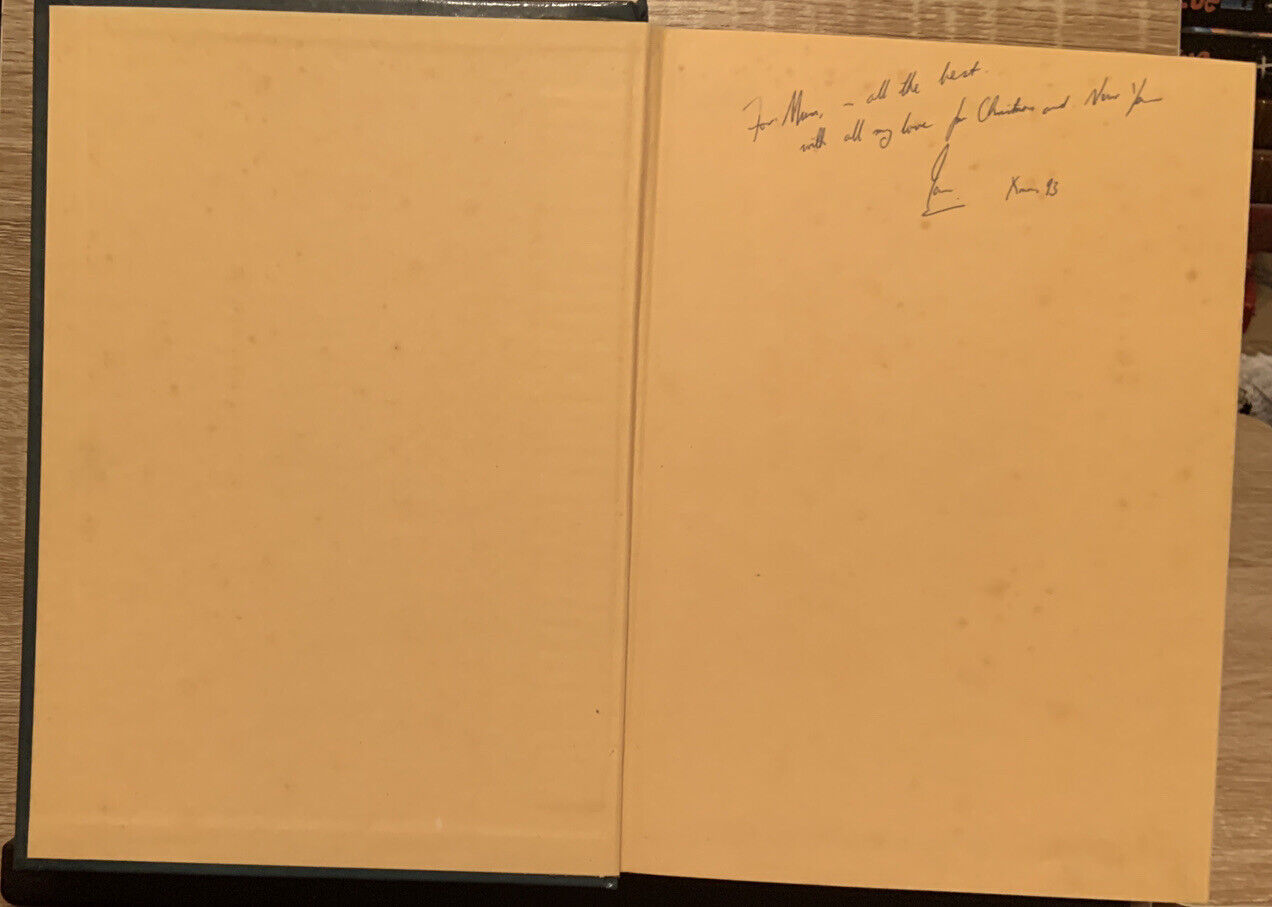 For Mum, – all the best.
with all my love for Christmas and New Year
Xmas 93